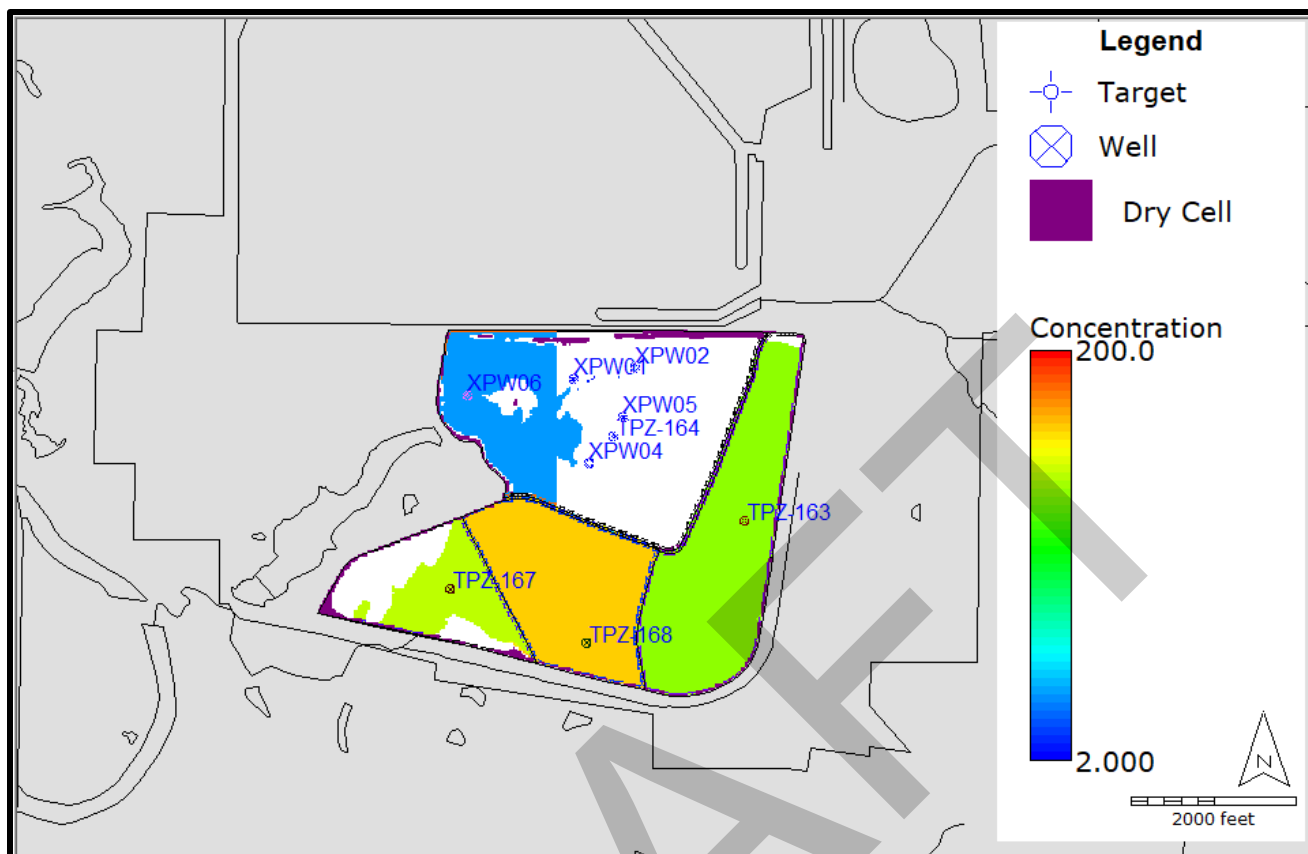 Legend
Target
Well
Dry Cell
Concentration
200.0
2.000
N
2000 feet
XPW02
XPW01
XPW06
XPW05
TPZ-164
XPW04
TPZ-163
TPZ-167
TPZ-168